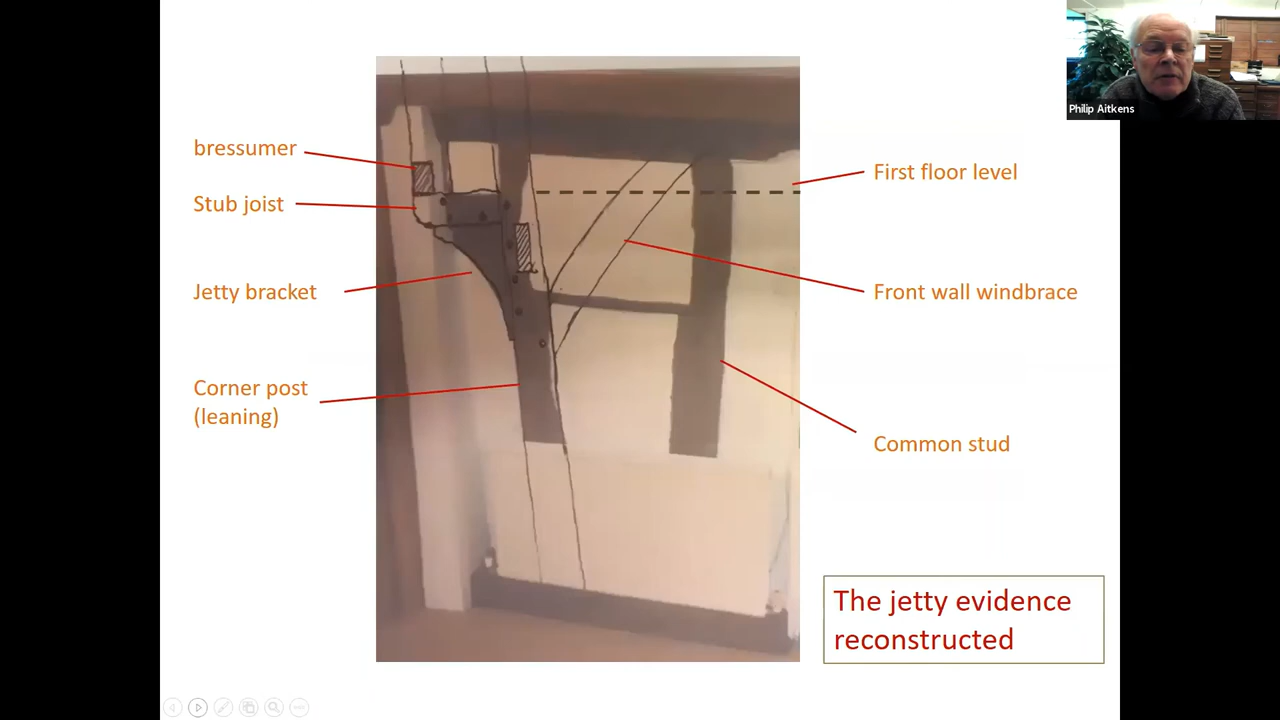 Philip Aitkens
bressumer
Stub joist
Jetty bracket
Corner post
(leaning)
First floor level
Front wall windbrace
Common stud
The jetty evidence
reconstructed